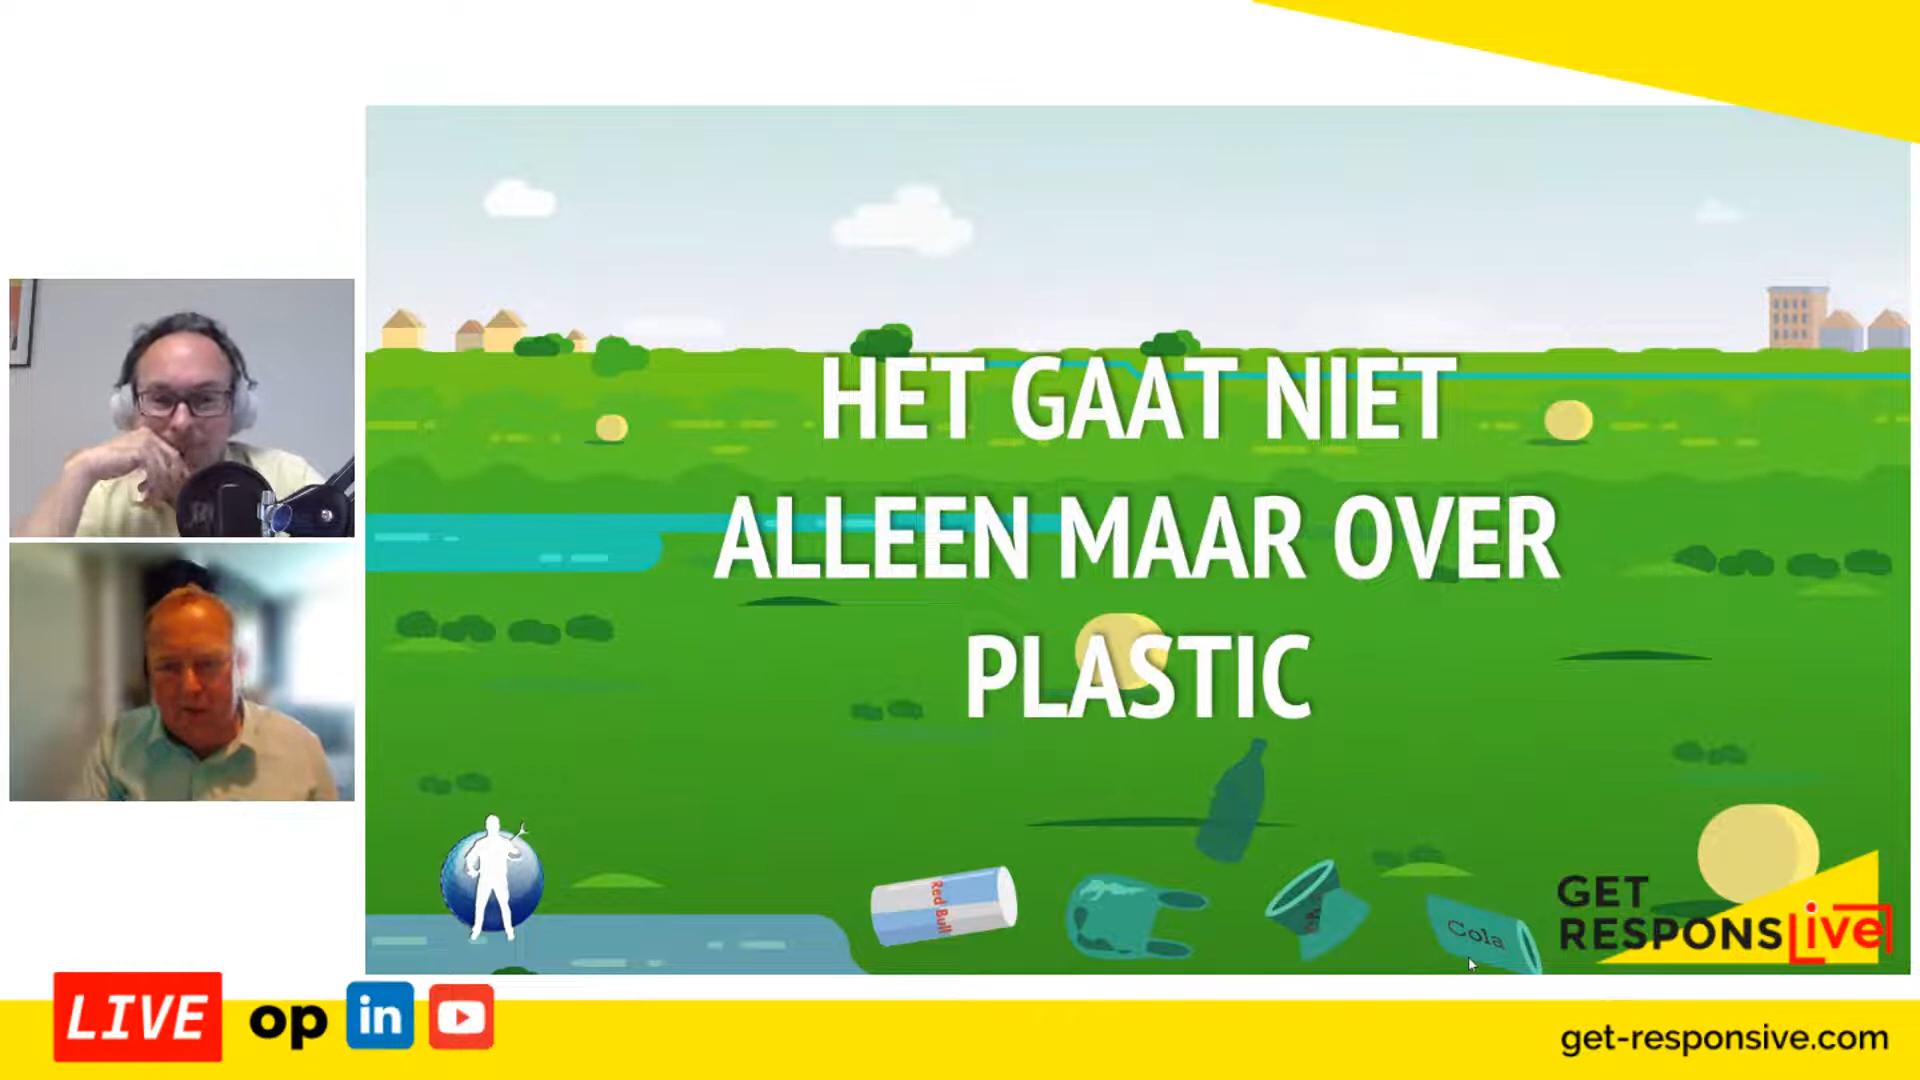 HET GAAT NIET
ALLEEN MAAR OVER
PLASTIC
Red Bull
Cola
GET
RESPONSLive
LIVE op in
get-responsive.com